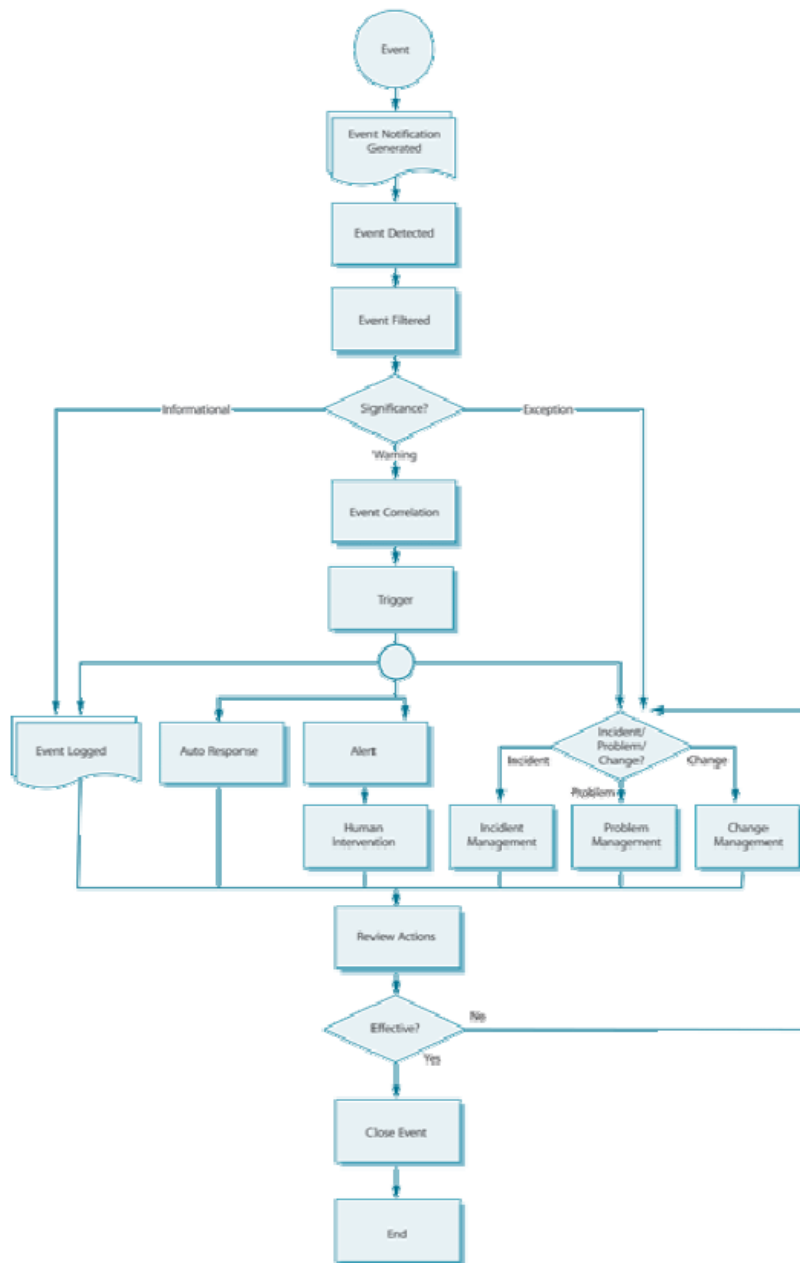 Event
Event Notification
Generated
Event Detected
Event Filtered
Significance?
Informational
Exception
Warning
Event Correlation
Trigger
Event Logged
Auto Response
Alert
Incident/
Problem/
Change?
Incident
Problem
Change
Human
Intervention
Incident
Management
Problem
Management
Change
Management
Review Actions
Effective?
No
Yes
Close Event
End